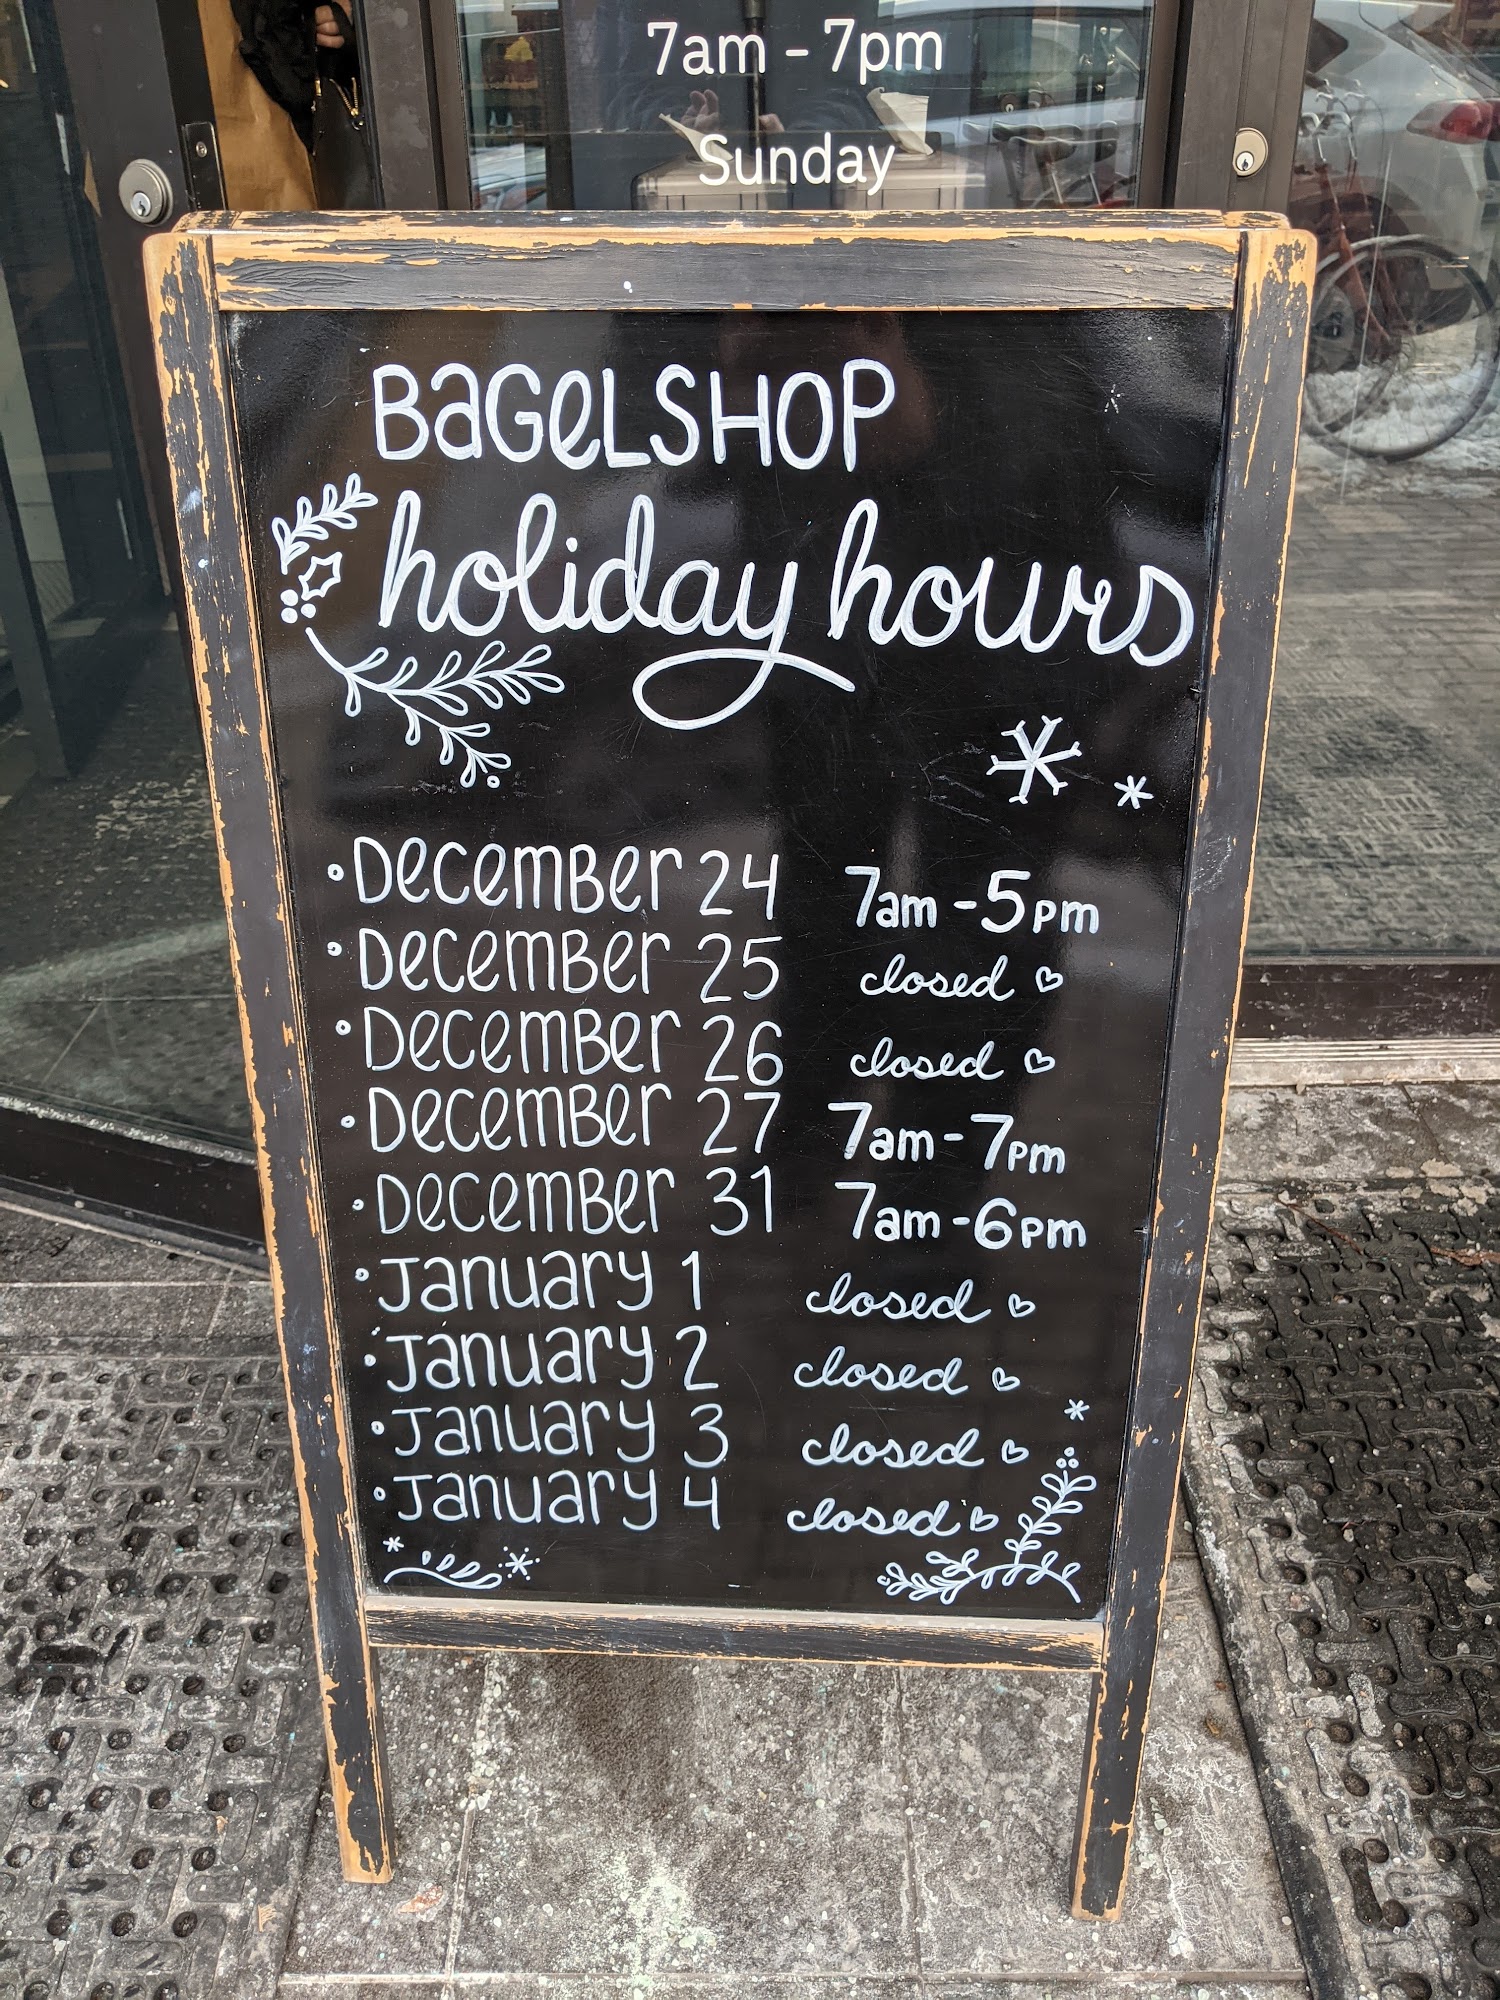 7am - 7pm
Sunday
BaGeLSHOP
holiday hours
• December 24 7am - 5pm
• December 25 closed ♡
• December 26 closed ♡
• December 27 7am - 7pm
• December 31 7am - 6pm
• January 1 closed ♡
• January 2 closed ♡
• January 3 closed ♡
• January 4 closed ♡